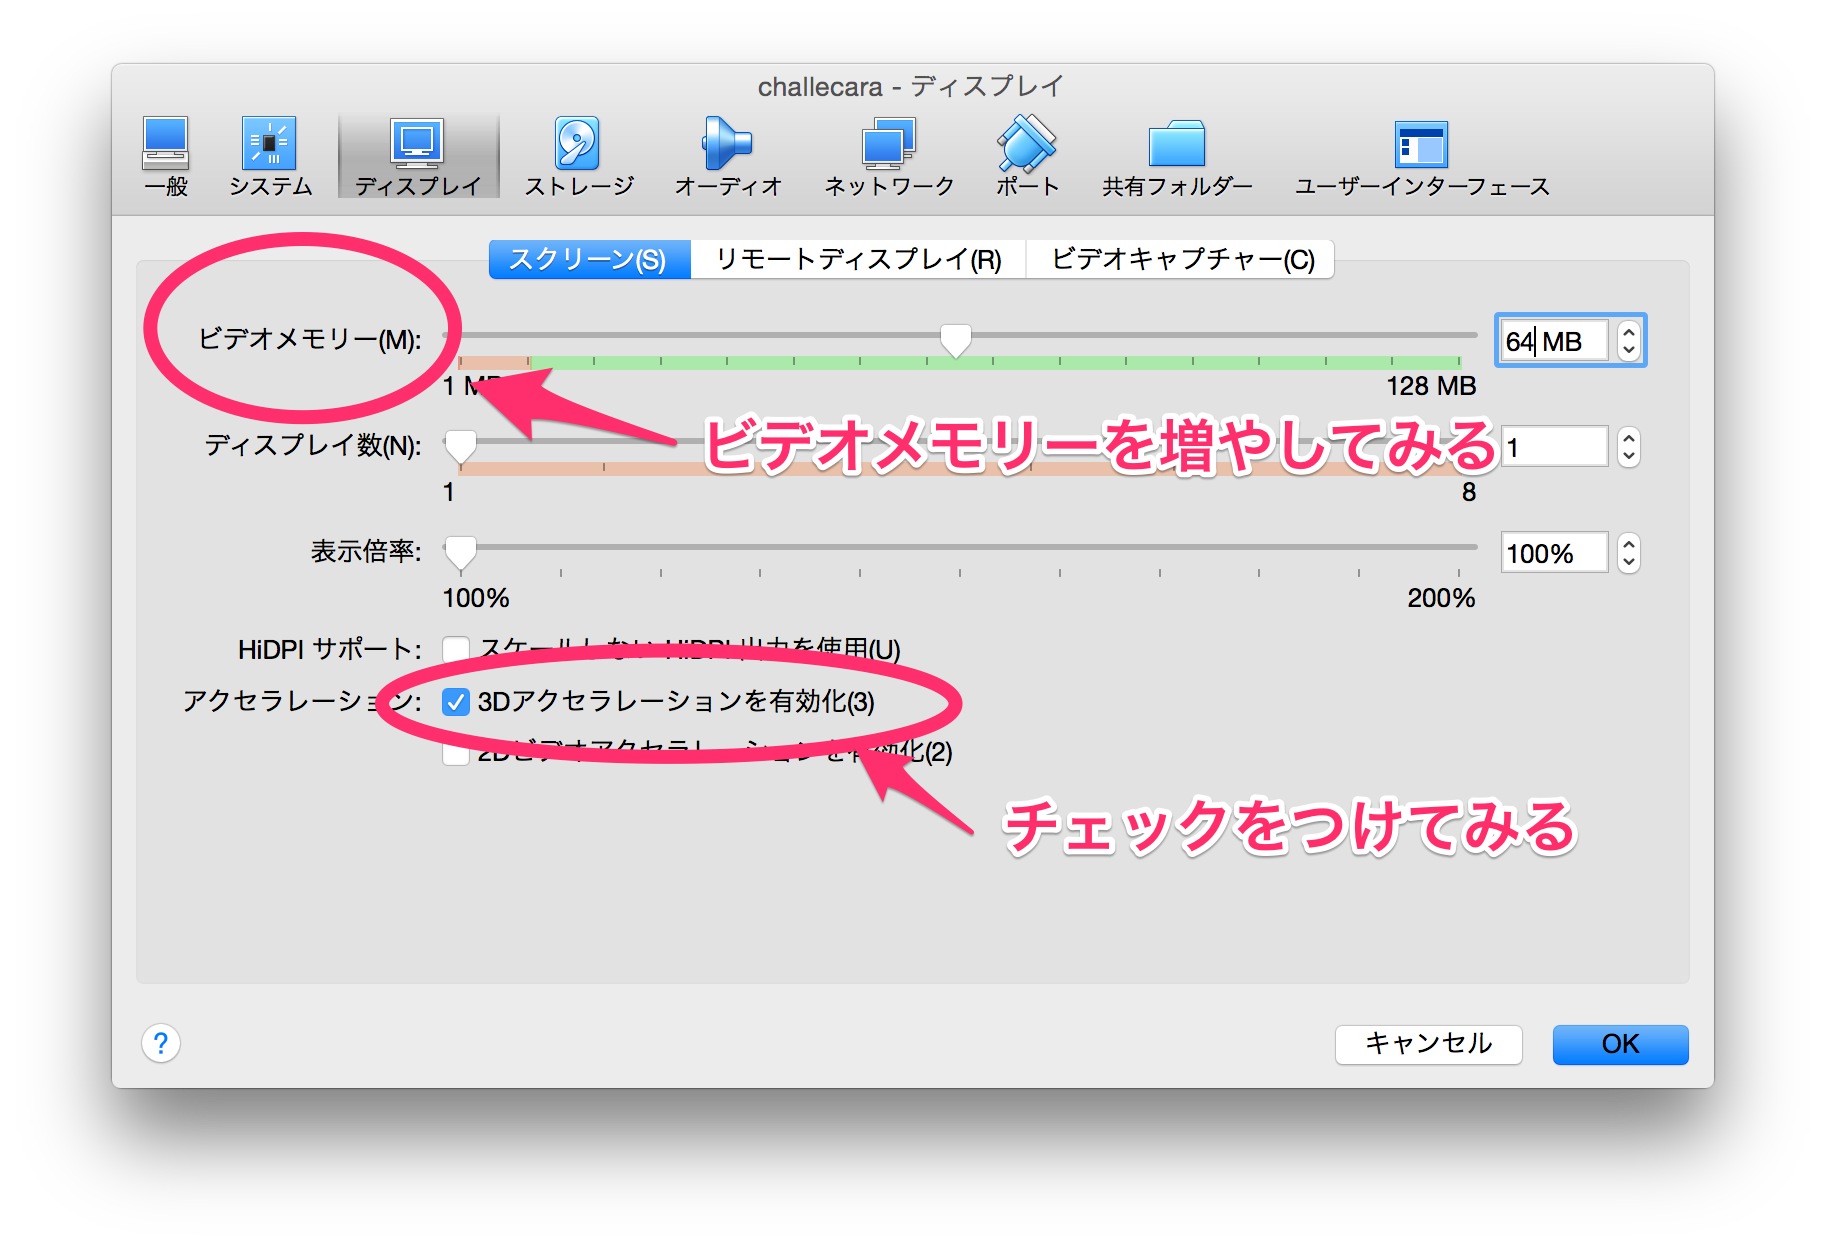 challecara - ディスプレイ
一般 システム ディスプレイ ストレージ オーディオ ネットワーク ポート 共有フォルダー ユーザーインターフェース
スクリーン(S) リモートディスプレイ(R) ビデオキャプチャー(C)
ビデオメモリー(M): 64 MB
1 MB 128 MB
ビデオメモリーを増やしてみる
ディスプレイ数(N): 1
1 8
表示倍率: 100%
100% 200%
HiDPI サポート: スケールしない HiDPI 出力を使用(U)
アクセラレーション: 3Dアクセラレーションを有効化(3)
2Dビデオアクセラレーションを有効化(2)
チェックをつけてみる
? キャンセル OK